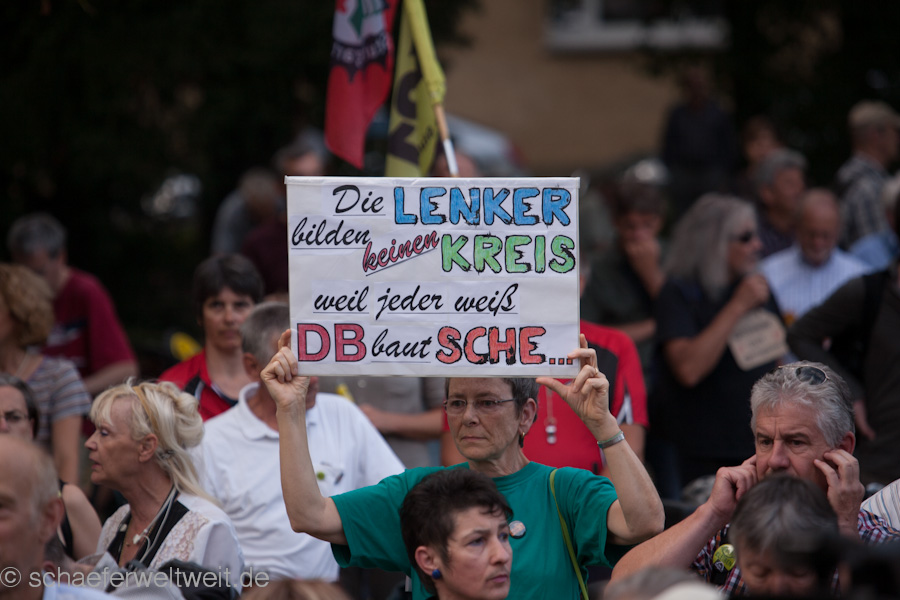 Die LENKER
bilden keinen KREIS
weil jeder weiß
DB baut SCHE...
© schaeferweltweit.de